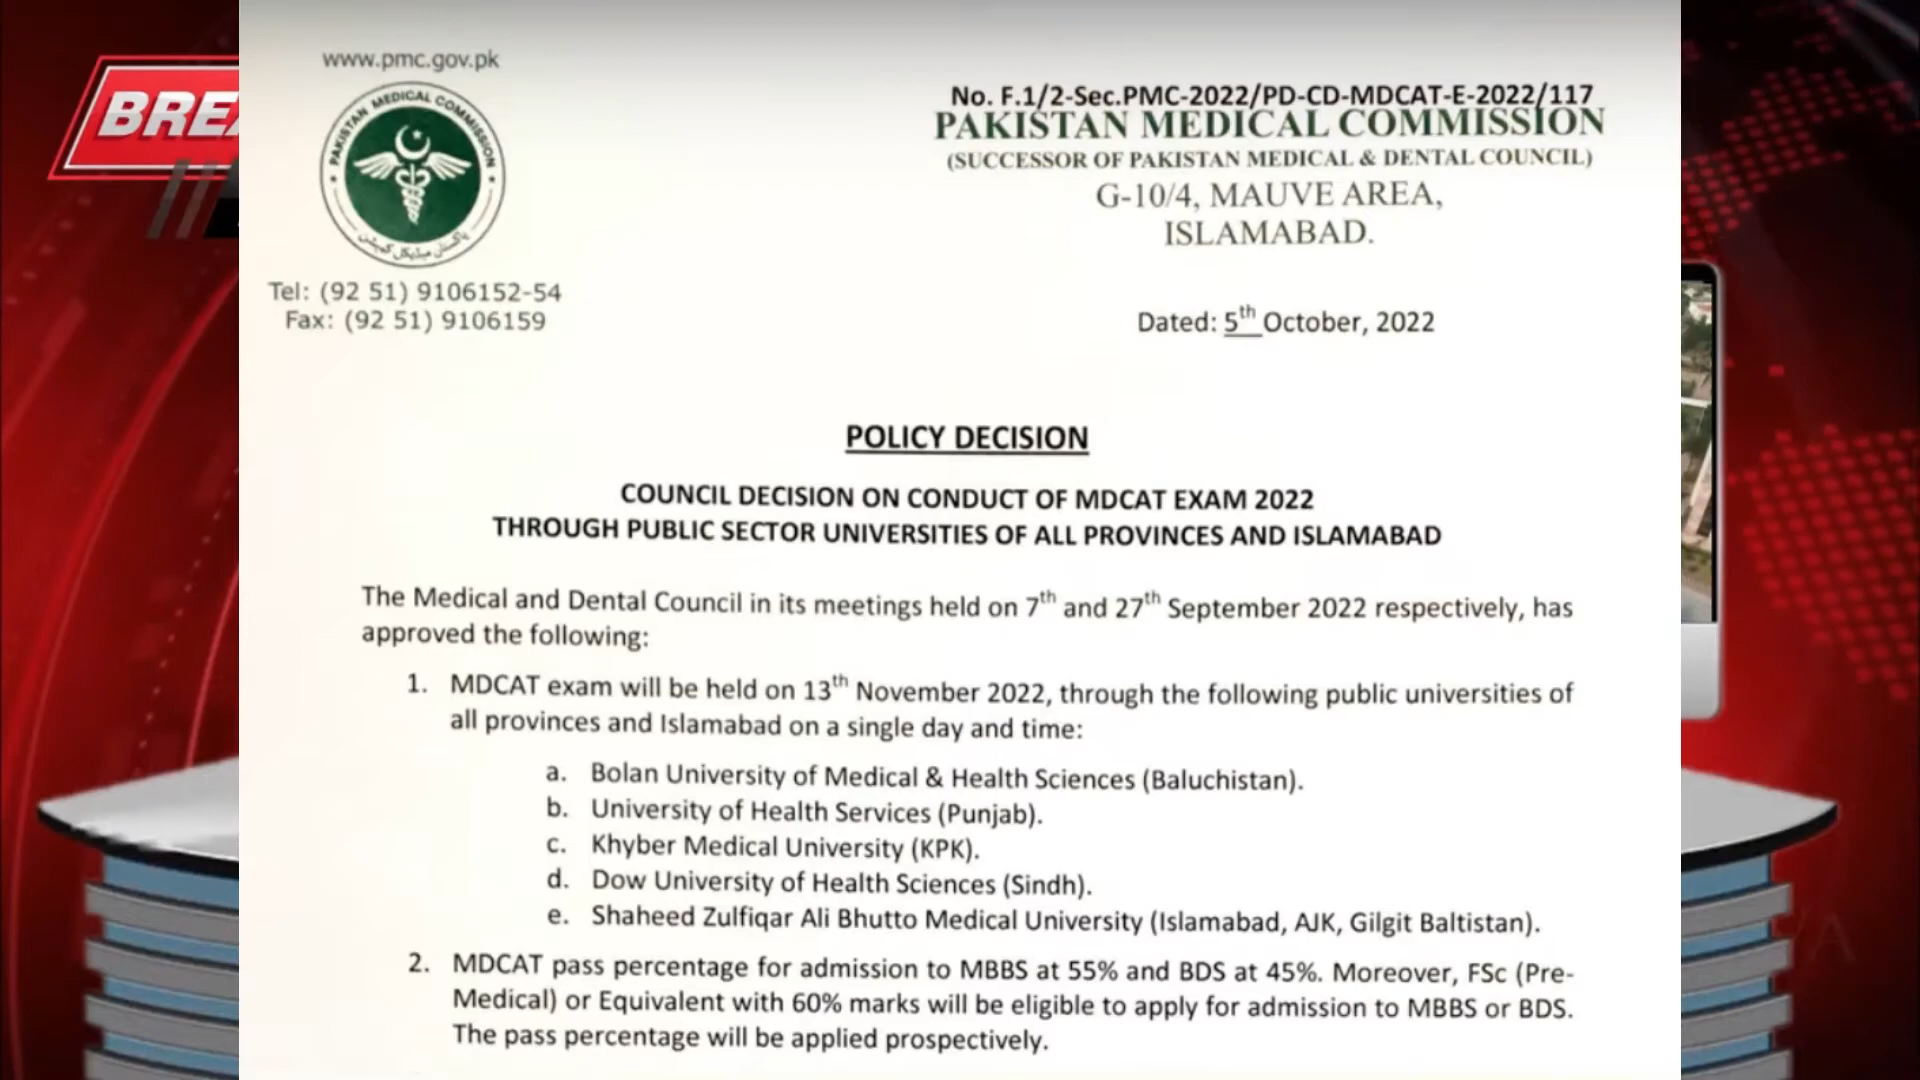 www.pmc.gov.pk
PAKISTAN MEDICAL COMMISSION
پاکستان میڈیکل کمیشن
Tel: (92 51) 9106152-54
Fax: (92 51) 9106159
No. F.1/2-Sec.PMC-2022/PD-CD-MDCAT-E-2022/117
PAKISTAN MEDICAL COMMISSION
(SUCCESSOR OF PAKISTAN MEDICAL & DENTAL COUNCIL)
G-10/4, MAUVE AREA,
ISLAMABAD.
Dated: 5th October, 2022
BREA
POLICY DECISION
COUNCIL DECISION ON CONDUCT OF MDCAT EXAM 2022
THROUGH PUBLIC SECTOR UNIVERSITIES OF ALL PROVINCES AND ISLAMABAD
The Medical and Dental Council in its meetings held on 7th and 27th September 2022 respectively, has
approved the following:
1. MDCAT exam will be held on 13th November 2022, through the following public universities of
all provinces and Islamabad on a single day and time:
a. Bolan University of Medical & Health Sciences (Baluchistan).
b. University of Health Services (Punjab).
c. Khyber Medical University (KPK).
d. Dow University of Health Sciences (Sindh).
e. Shaheed Zulfiqar Ali Bhutto Medical University (Islamabad, AJK, Gilgit Baltistan).
2. MDCAT pass percentage for admission to MBBS at 55% and BDS at 45%. Moreover, FSc (Pre-
Medical) or Equivalent with 60% marks will be eligible to apply for admission to MBBS or BDS.
The pass percentage will be applied prospectively.